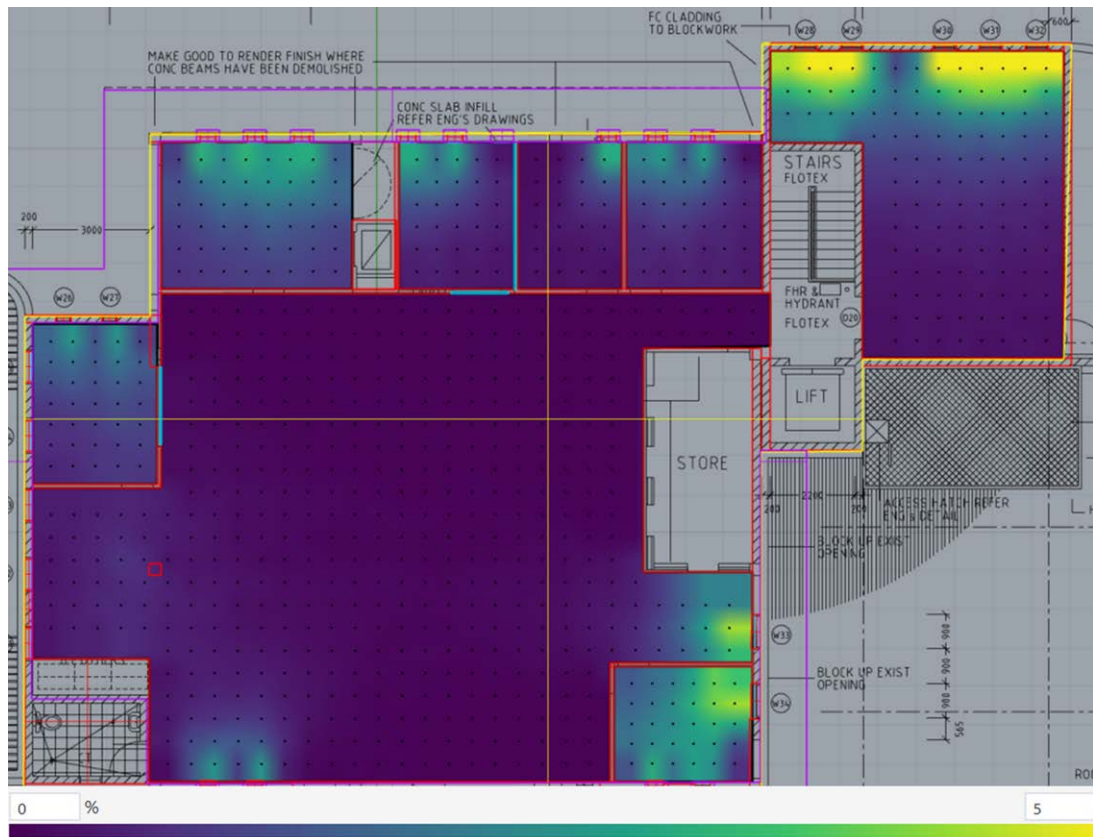 FC CLADDING
TO BLOCKWORK
600
W28
W29
W30
W31
W32
MAKE GOOD TO RENDER FINISH WHERE
CONC BEAMS HAVE BEEN DEMOLISHED
CONC SLAB INFILL
REFER ENG'S DRAWINGS
STAIRS
FLOTEX
200
3000
W26
W27
FHR &
HYDRANT
FLOTEX
D20
LIFT
STORE
200
2200
200
ACCESS HATCH REFER
ENG'S DETAIL
BLOCK UP EXIST
OPENING
W33
900
900
900
565
BLOCK UP EXIST
OPENING
W34
0 %
5